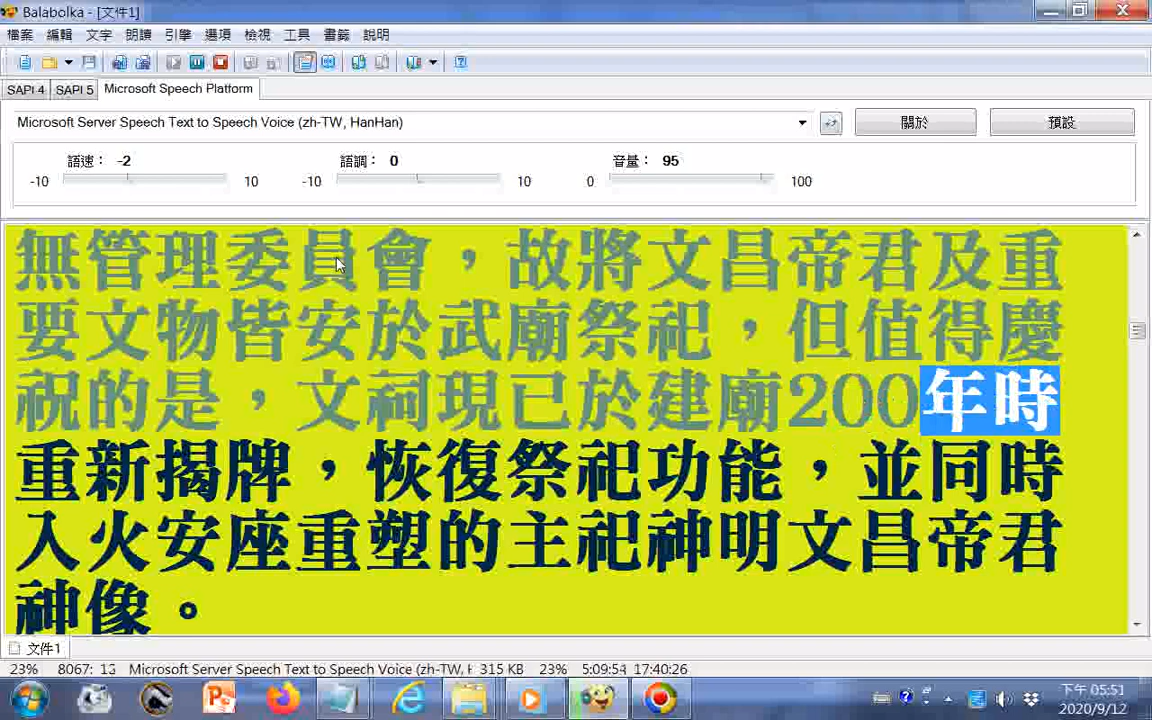 Balabolka - [文件1]
檔案 編輯 文字 朗讀 引擎 選項 檢視 工具 書籤 說明
SAPI 4 SAPI 5 Microsoft Speech Platform
Microsoft Server Speech Text to Speech Voice (zh-TW, HanHan) 關於 預設
語速： -2 語調： 0 音量： 95
-10 10 -10 10 0 100
無管理委員會，故將文昌帝君及重
要文物皆安於武廟祭祀，但值得慶
祝的是，文祠現已於建廟200年時
重新揭牌，恢復祭祀功能，並同時
入火安座重塑的主祀神明文昌帝君
神像。
文件1
23% 8067: 13 Microsoft Server Speech Text to Speech Voice (zh-TW, 315 KB 23% 5:09:54 17:40:26
下午 05:51
2020/9/12